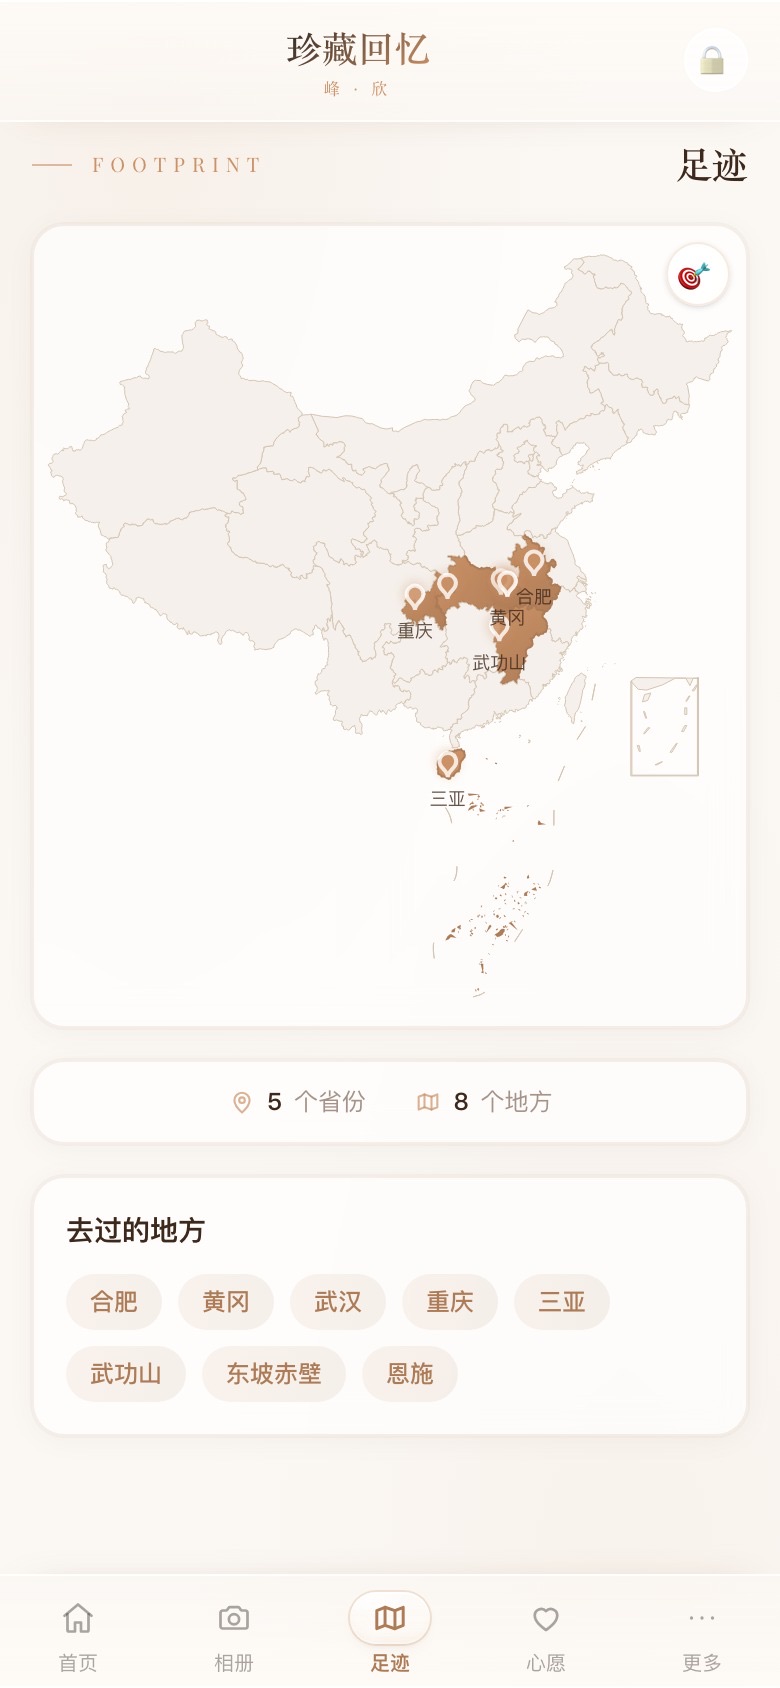 珍藏回忆
峰 · 欣
FOOTPRINT
足迹
合肥
黄冈
重庆
武功山
三亚
5 个省份
8 个地方
去过的地方
合肥
黄冈
武汉
重庆
三亚
武功山
东坡赤壁
恩施
首页
相册
足迹
心愿
更多